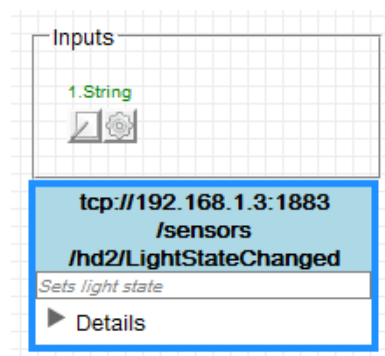 Inputs
1.String
tcp://192.168.1.3:1883
/sensors
/hd2/LightStateChanged
Sets light state
Details